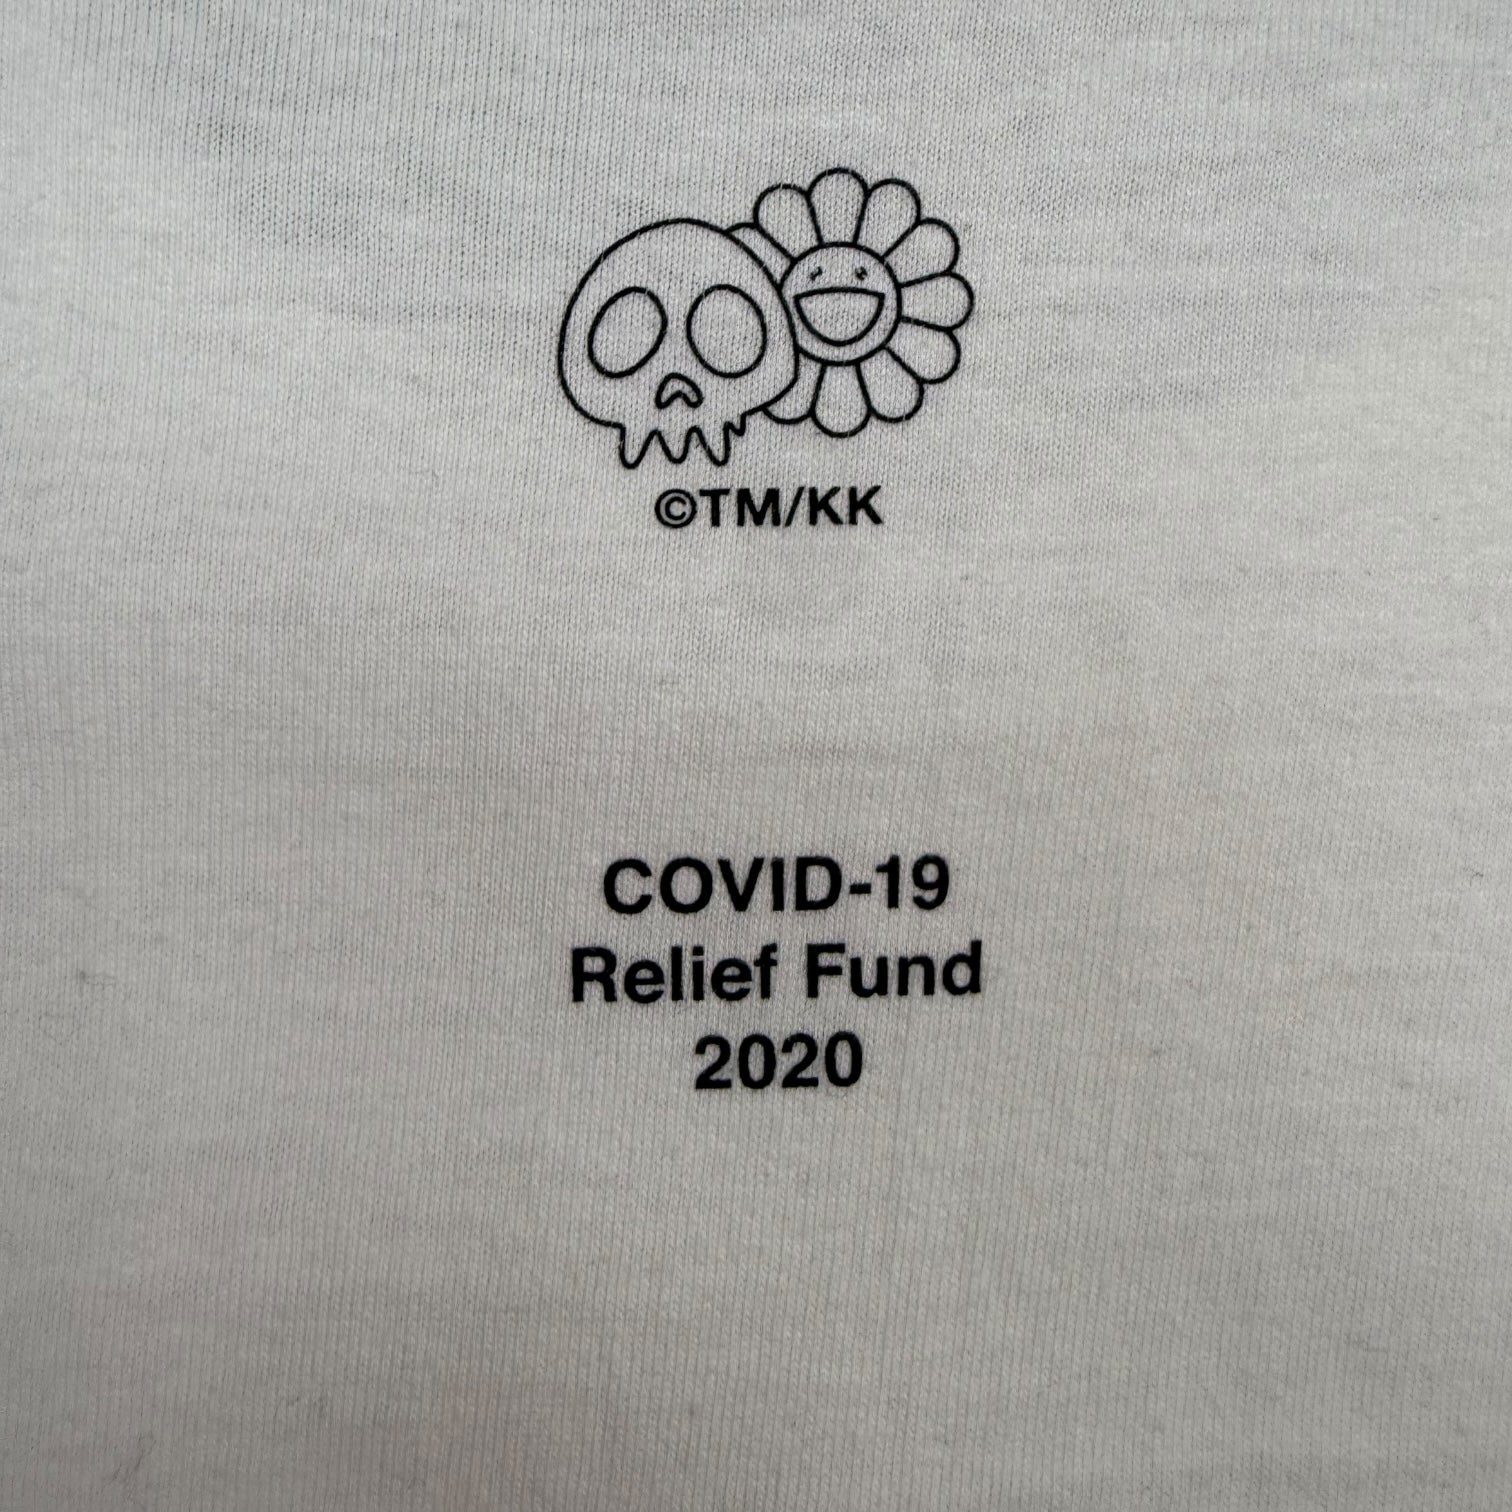 ©TM/KK
COVID-19
Relief Fund
2020